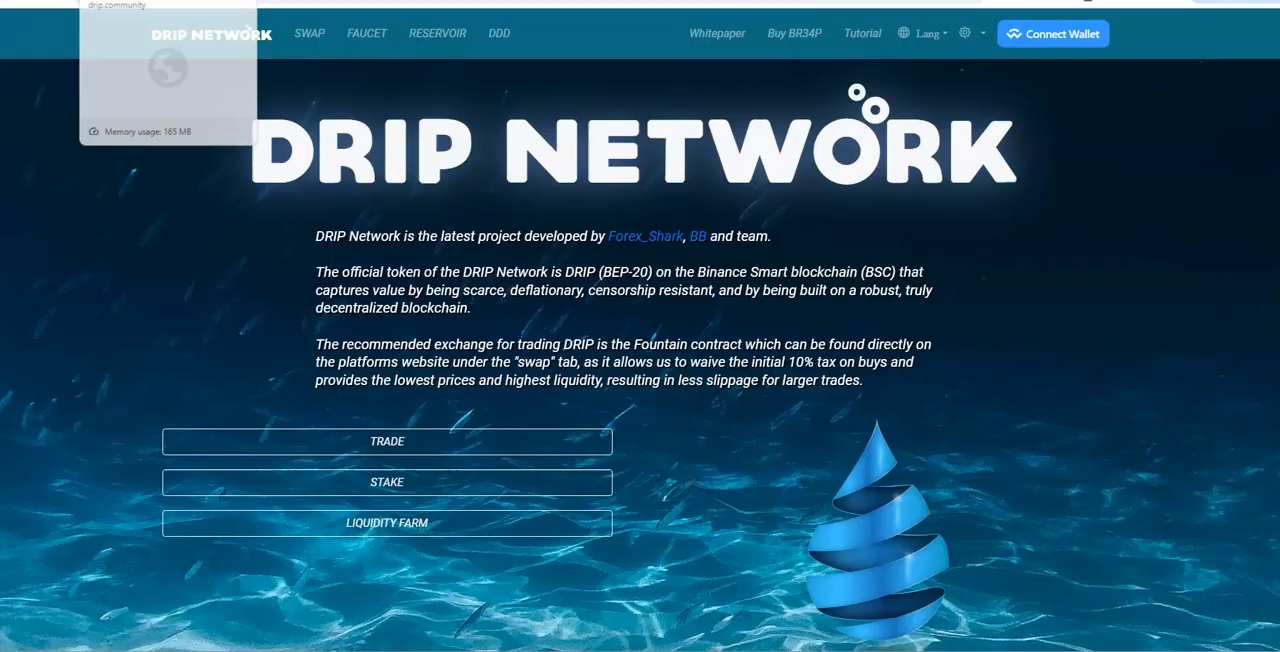 drip.community
DRIP NETWORK SWAP FAUCET RESERVOIR DDD Whitepaper Buy BR34P Tutorial Lang Connect Wallet
Memory usage: 165 MB
DRIP NETWORK
DRIP Network is the latest project developed by Forex_Shark, BB and team.
The official token of the DRIP Network is DRIP (BEP-20) on the Binance Smart blockchain (BSC) that
captures value by being scarce, deflationary, censorship resistant, and by being built on a robust, truly
decentralized blockchain.
The recommended exchange for trading DRIP is the Fountain contract which can be found directly on
the platforms website under the "swap" tab, as it allows us to waive the initial 10% tax on buys and
provides the lowest prices and highest liquidity, resulting in less slippage for larger trades.
TRADE
STAKE
LIQUIDITY FARM